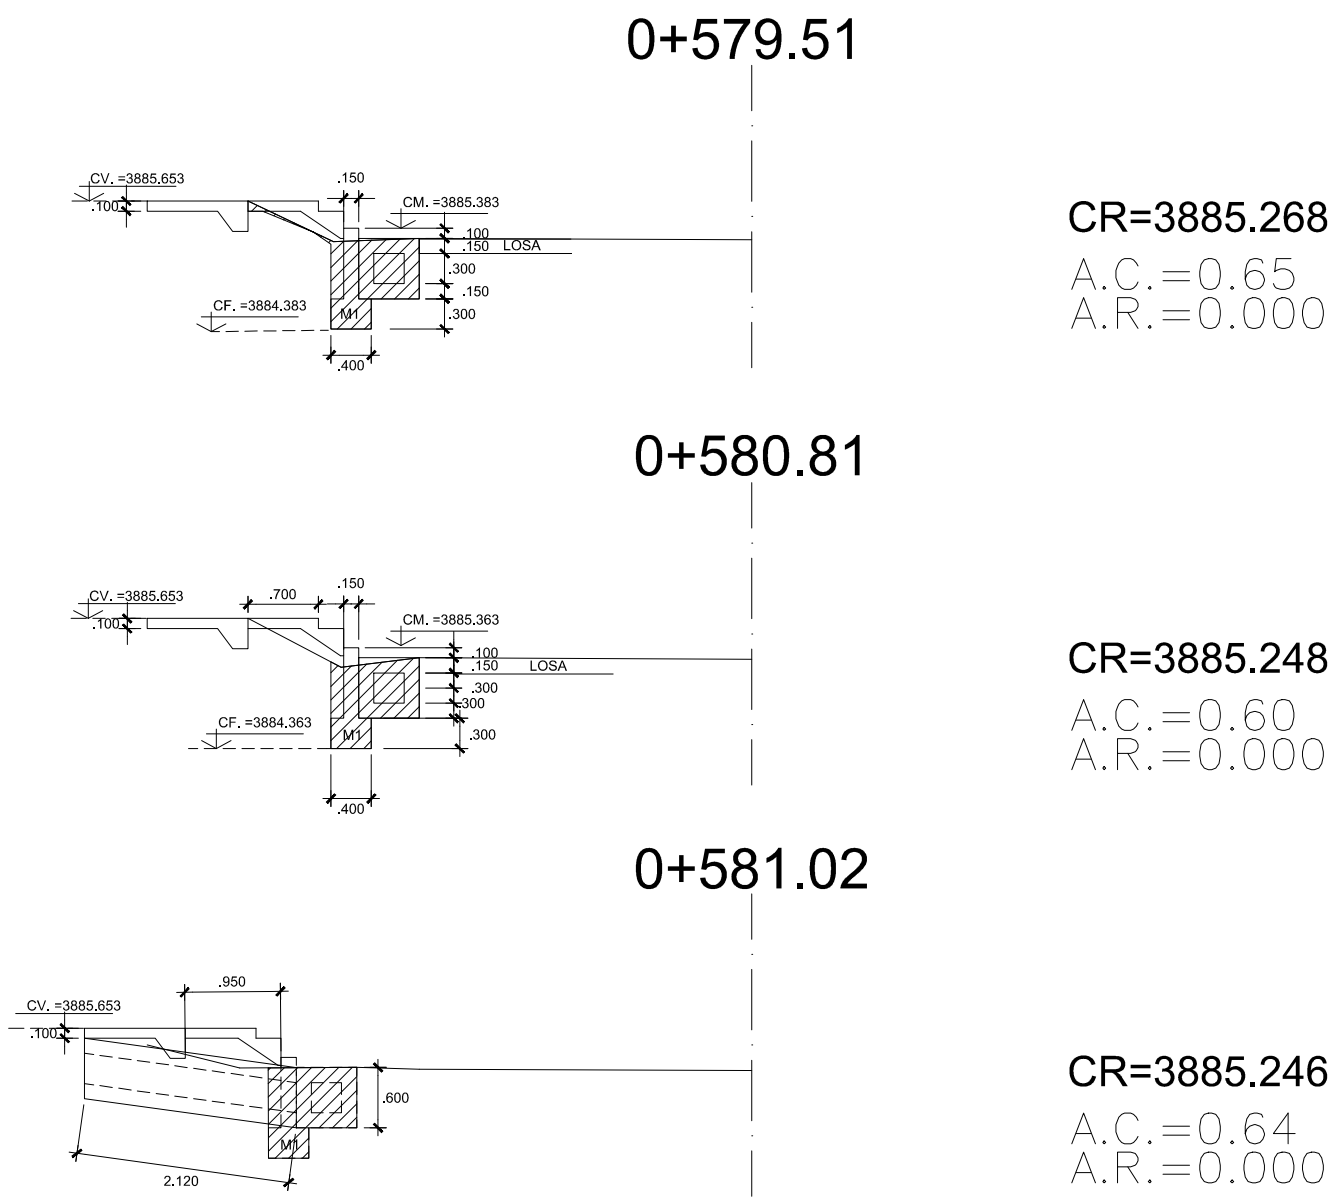 0+579.51
CV. =3885.653
.150
.100
CM. =3885.383
.100
.150 LOSA
.300
.150
CF. =3884.383
M1
.300
.400
CR=3885.268
A.C.=0.65
A.R.=0.000
0+580.81
CV. =3885.653
.700
.150
.100
CM. =3885.363
.100
.150 LOSA
.300
.300
CF. =3884.363
M1
.300
.400
CR=3885.248
A.C.=0.60
A.R.=0.000
0+581.02
.950
CV. =3885.653
.100
.600
M1
2.120
CR=3885.246
A.C.=0.64
A.R.=0.000